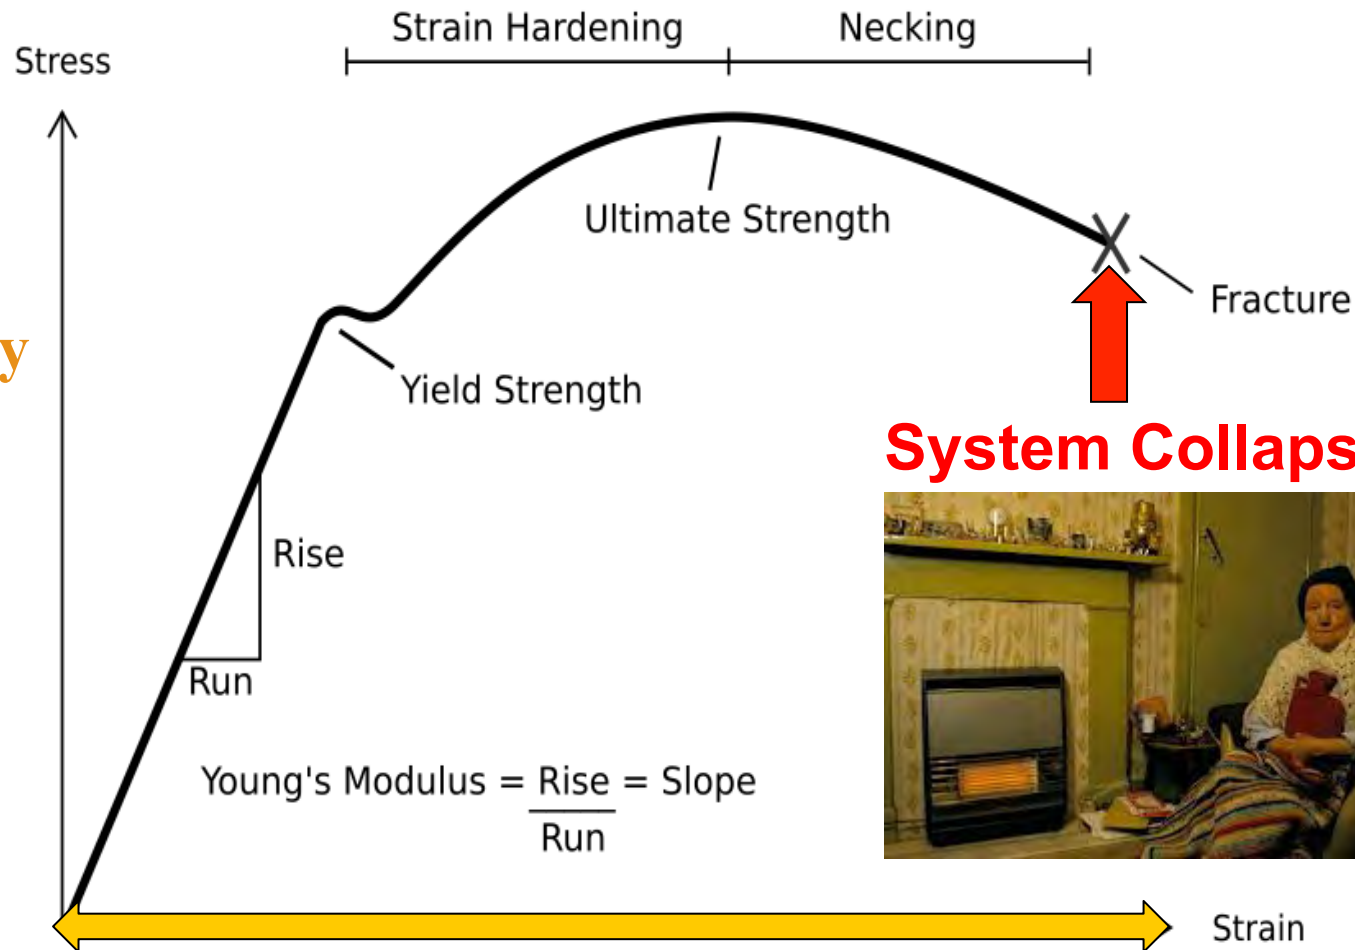 Strain Hardening
Necking
Stress
Ultimate Strength
Fracture
y
Yield Strength
System Collaps
Rise
Run
Young's Modulus = Rise = Slope
Run
Strain